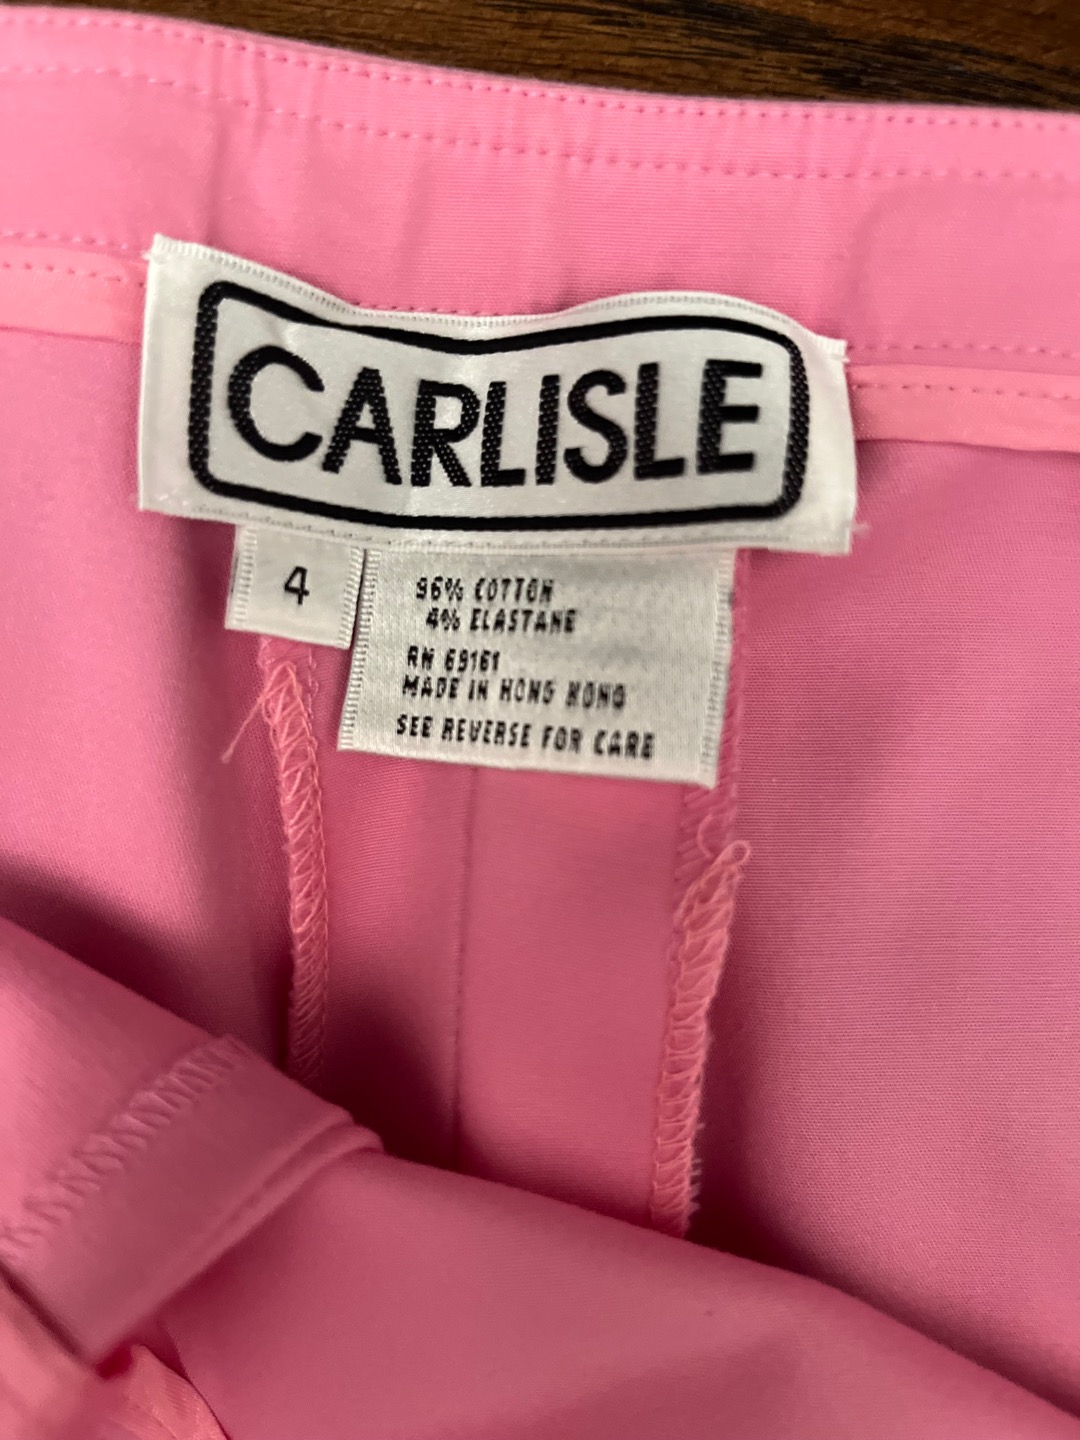 CARLISLE
4
96% COTTON
4% ELASTANE
RN 69161
MADE IN HONG KONG
SEE REVERSE FOR CARE